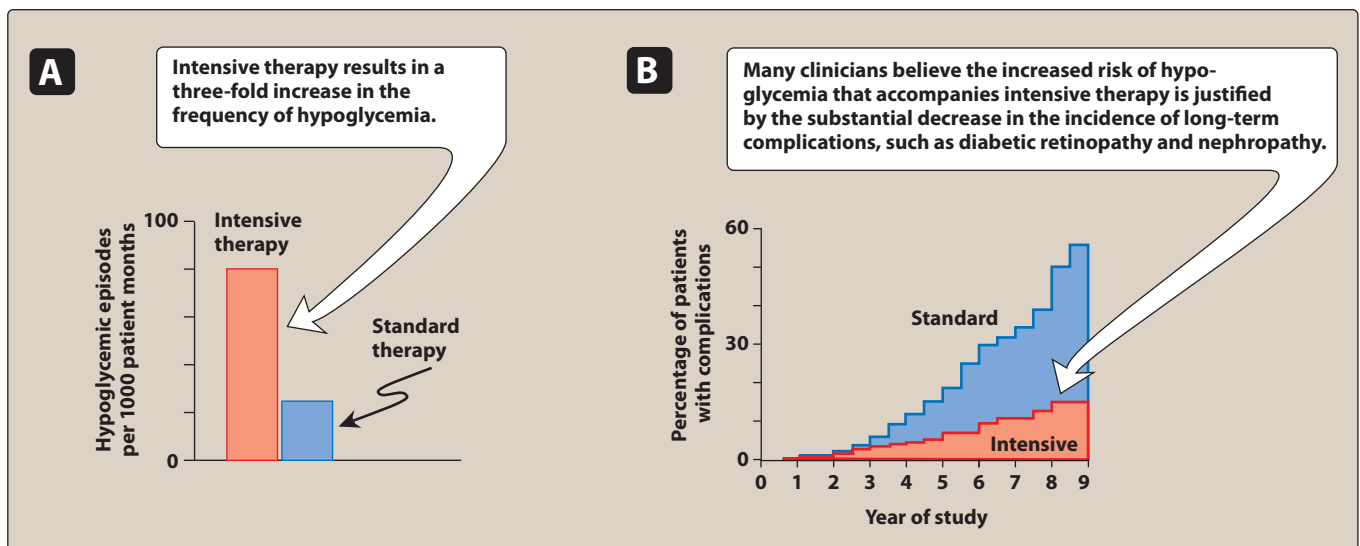 A
Intensive therapy results in a
three-fold increase in the
frequency of hypoglycemia.
Hypoglycemic episodes
per 1000 patient months
100
0
Intensive
therapy
Standard
therapy
B
Many clinicians believe the increased risk of hypo-
glycemia that accompanies intensive therapy is justified
by the substantial decrease in the incidence of long-term
complications, such as diabetic retinopathy and nephropathy.
Percentage of patients
with complications
60
30
0
Standard
Intensive
0 1 2 3 4 5 6 7 8 9
Year of study